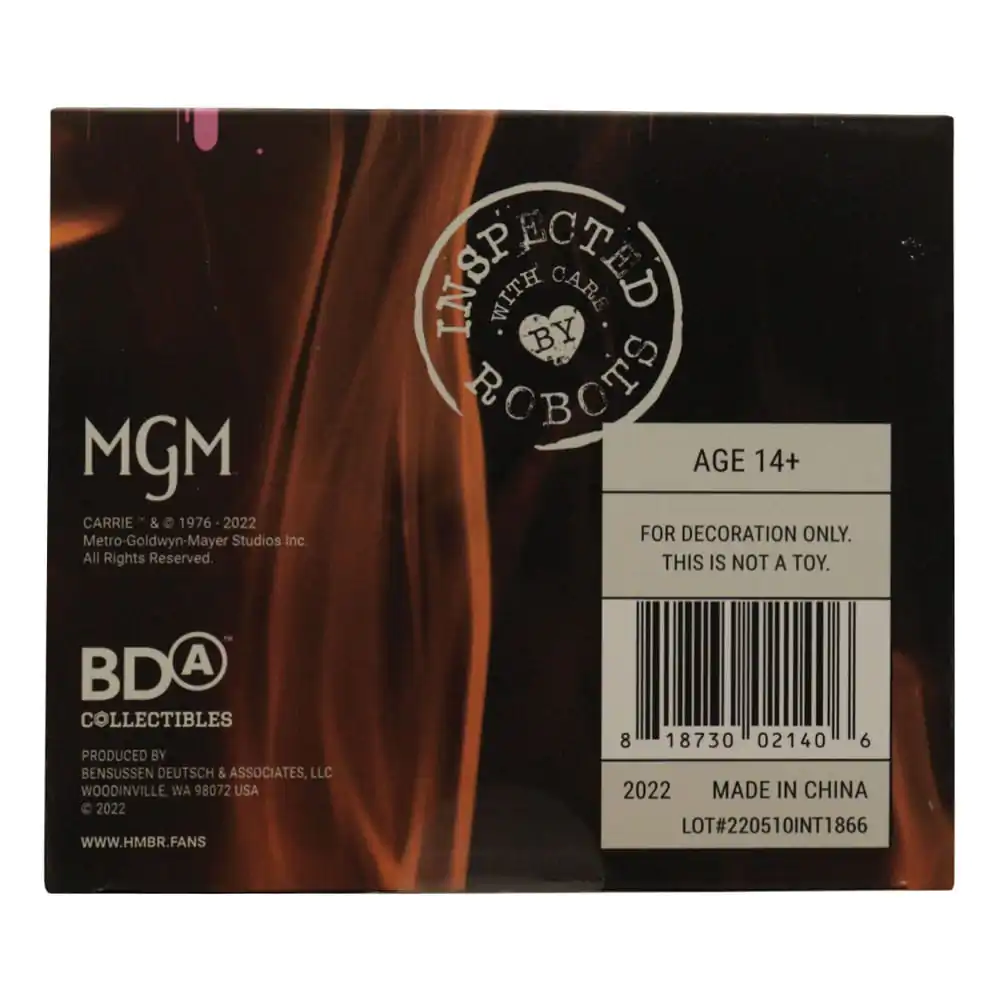 INSPECTED
· WITH CARE ·
BY
ROBOTS
MGM
CARRIE ™ & © 1976 - 2022
Metro-Goldwyn-Mayer Studios Inc.
All Rights Reserved.
BDA™
COLLECTIBLES
PRODUCED BY
BENSUSSEN DEUTSCH & ASSOCIATES, LLC
WOODINVILLE, WA 98072 USA
© 2022
WWW.HMBR.FANS
AGE 14+
FOR DECORATION ONLY.
THIS IS NOT A TOY.
8 18730 02140 6
2022 MADE IN CHINA
LOT#220510INT1866